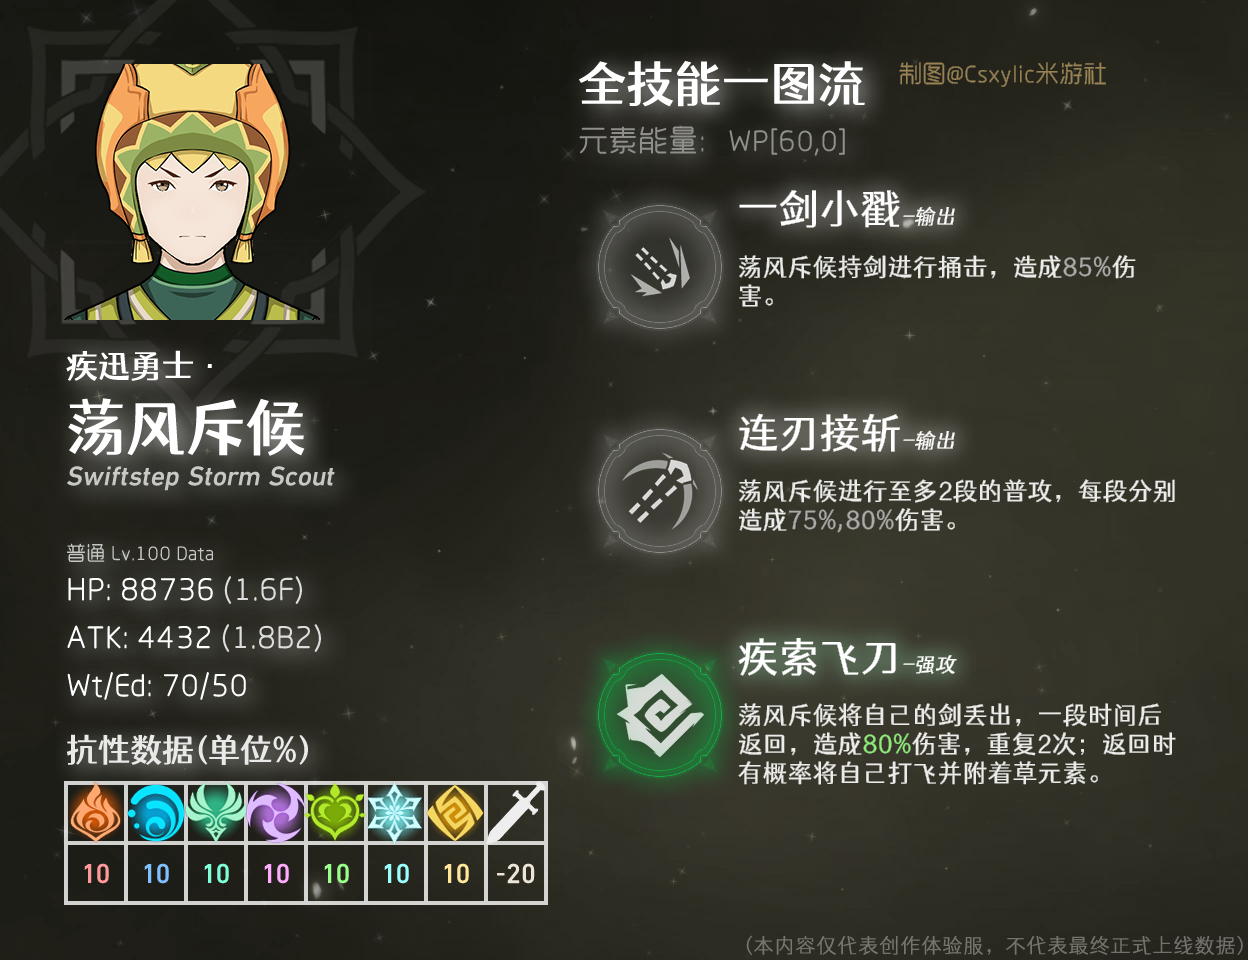 全技能一图流
制图@Csxylic米游社
元素能量: WP[60,0]
一剑小戳-输出
荡风斥候持剑进行捅击，造成85%伤
害。
连刃接斩-输出
荡风斥候进行至多2段的普攻，每段分别
造成75%,80%伤害。
疾索飞刀-强攻
荡风斥候将自己的剑丢出，一段时间后
返回，造成80%伤害，重复2次；返回时
有概率将自己打飞并附着草元素。
疾迅勇士·
荡风斥候
Swiftstep Storm Scout
普通 Lv.100 Data
HP: 88736 (1.6F)
ATK: 4432 (1.8B2)
Wt/Ed: 70/50
抗性数据(单位%)
10 10 10 10 10 10 10 -20
(本内容仅代表创作体验服，不代表最终正式上线数据)